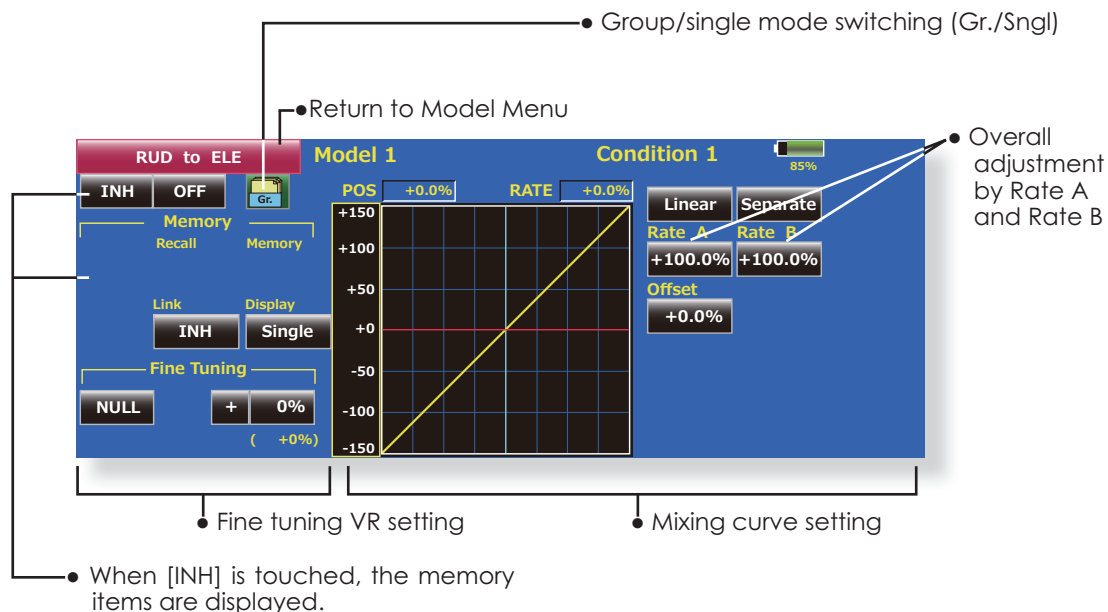 ● Group/single mode switching (Gr./Sngl)
● Return to Model Menu
RUD to ELE
Model 1
Condition 1
85%
● Overall
adjustment
by Rate A
and Rate B
INH
OFF
Gr.
POS
+0.0%
RATE
+0.0%
Linear
Separate
Memory
Recall
Memory
Rate A
Rate B
+100.0%
+100.0%
Offset
+0.0%
Link
Display
INH
Single
Fine Tuning
NULL
+
0%
( +0%)
+150
+100
+50
+0
-50
-100
-150
● Fine tuning VR setting
● Mixing curve setting
● When [INH] is touched, the memory
items are displayed.